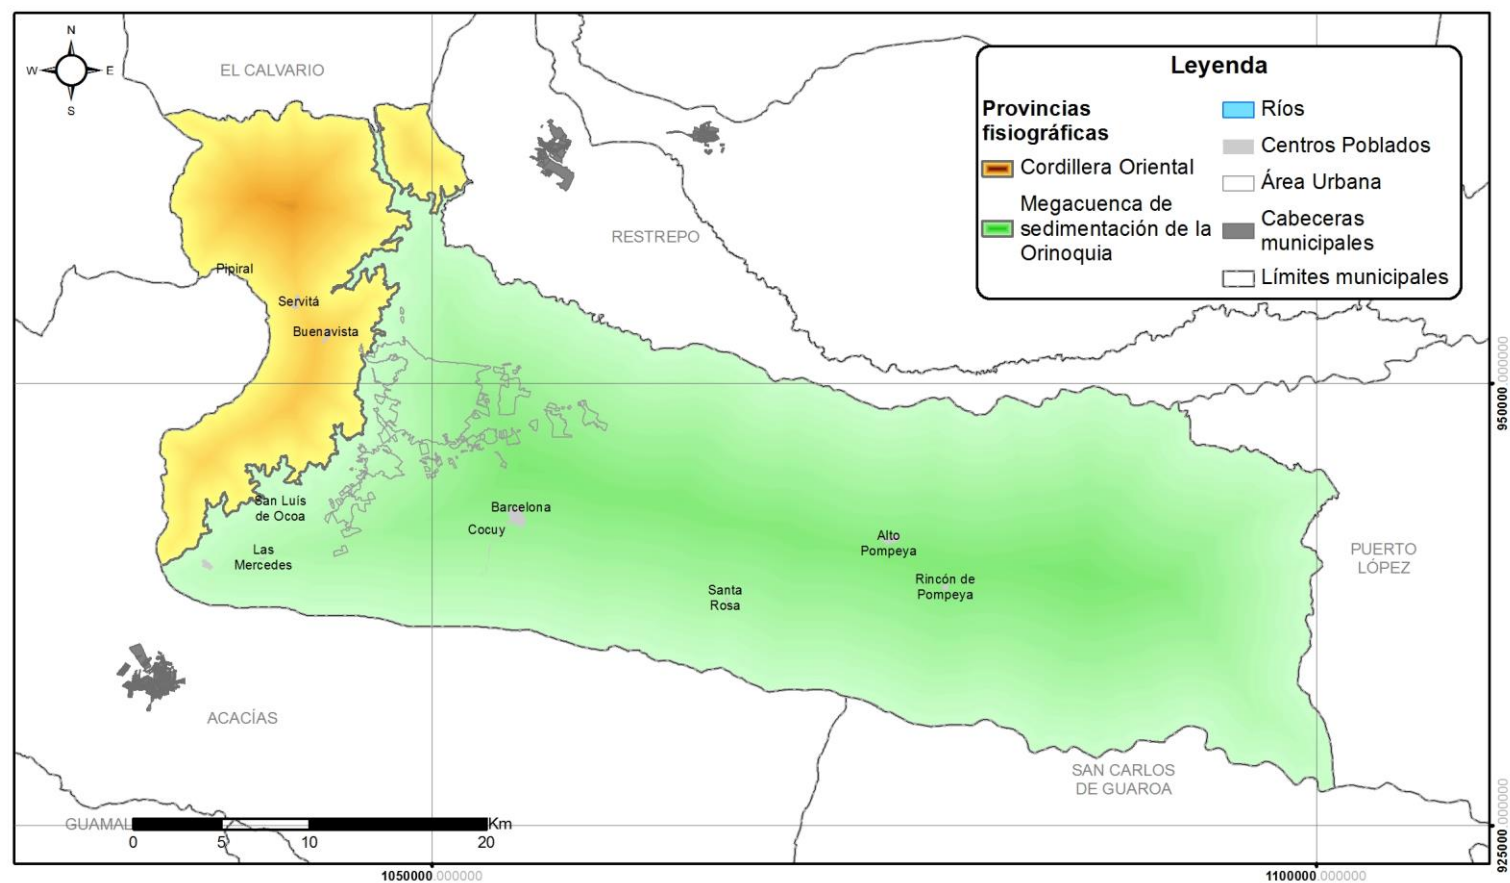 N
W
E
S
EL CALVARIO
RESTREPO
Leyenda
Provincias
fisiográficas
Cordillera Oriental
Megacuenca de
sedimentación de la
Orinoquia
Ríos
Centros Poblados
Área Urbana
Cabeceras
municipales
Límites municipales
Pipiral
Servitá
Buenavista
San Luís
de Ocoa
Las
Mercedes
Barcelona
Cocuy
Santa
Rosa
Alto
Pompeya
Rincón de
Pompeya
PUERTO
LÓPEZ
ACACÍAS
SAN CARLOS
DE GUAROA
GUAMAL
Km
0
5
10
20
1050000.000000
1100000.000000
950000.000000
925000.000000